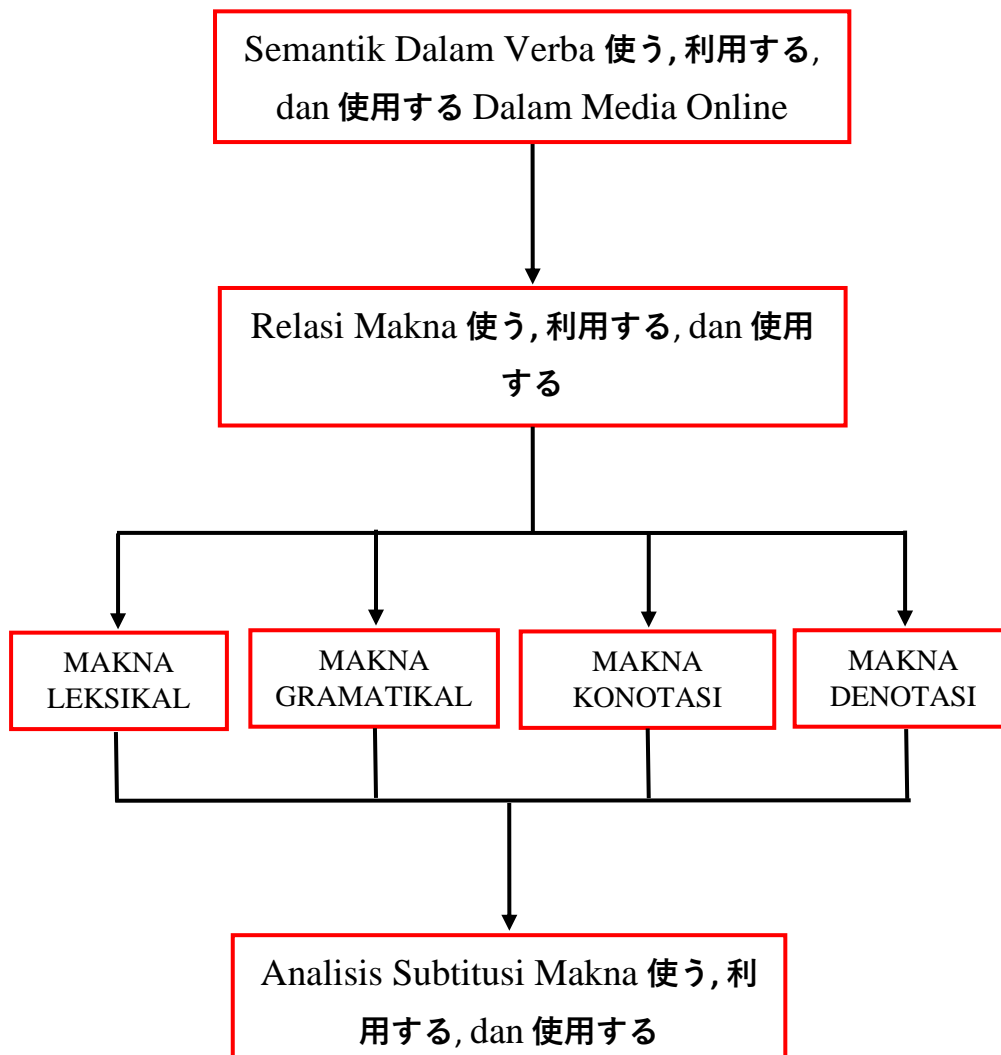 Semantik Dalam Verba 使う, 利用する,
dan 使用する Dalam Media Online
Relasi Makna 使う, 利用する, dan 使用
する
MAKNA
LEKSIKAL
MAKNA
GRAMATIKAL
MAKNA
KONOTASI
MAKNA
DENOTASI
Analisis Subtitusi Makna 使う, 利
用する, dan 使用する